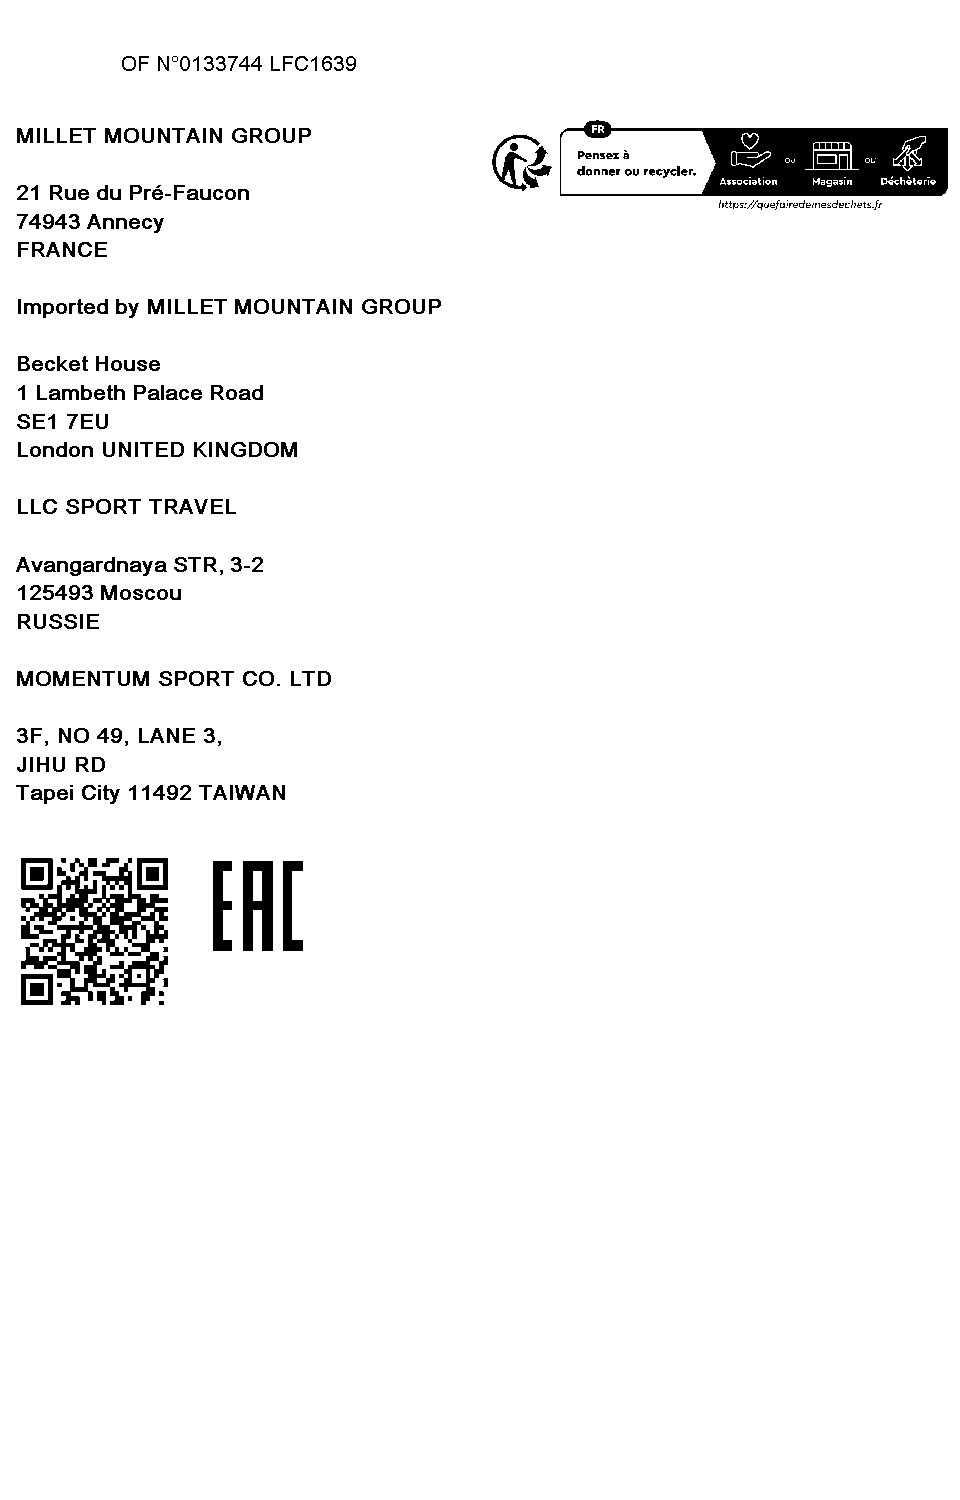 OF N°0133744 LFC1639
MILLET MOUNTAIN GROUP
21 Rue du Pré-Faucon
74943 Annecy
FRANCE
Imported by MILLET MOUNTAIN GROUP
Becket House
1 Lambeth Palace Road
SE1 7EU
London UNITED KINGDOM
LLC SPORT TRAVEL
Avangardnaya STR, 3-2
125493 Moscou
RUSSIE
MOMENTUM SPORT CO. LTD
3F, NO 49, LANE 3,
JIHU RD
Tapei City 11492 TAIWAN
EAC
FR
Pensez à
donner ou recycler.
Association
OU
Magasin
OU
Déchèterie
https://quefairedemesdechets.fr